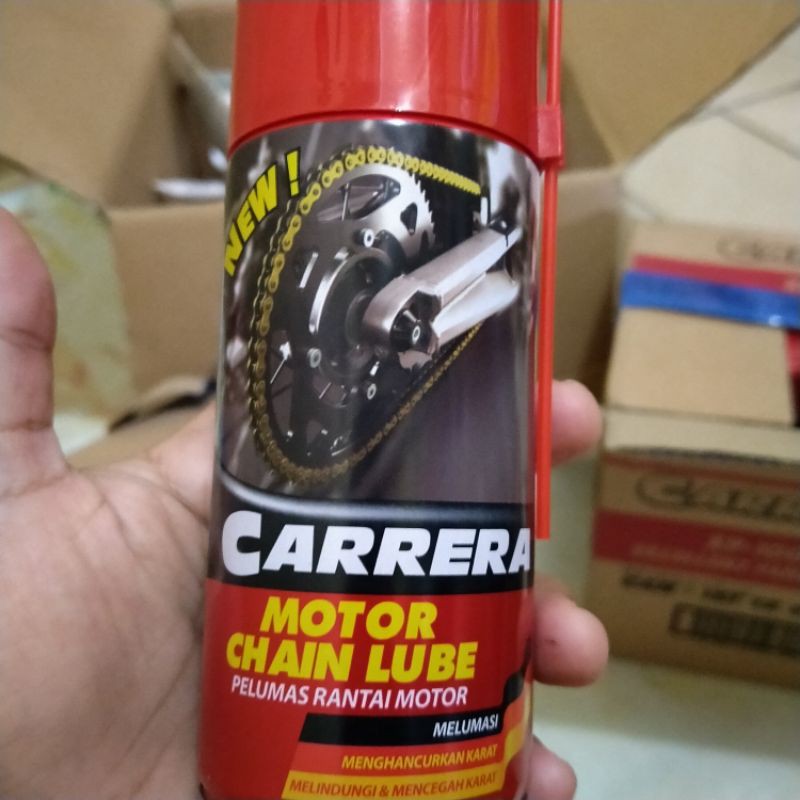 NEW!
CARRERA
MOTOR
CHAIN LUBE
PELUMAS RANTAI MOTOR
MELUMASI
MENGHANCURKAN KARAT
MELINDUNGI & MENCEGAH KARAT